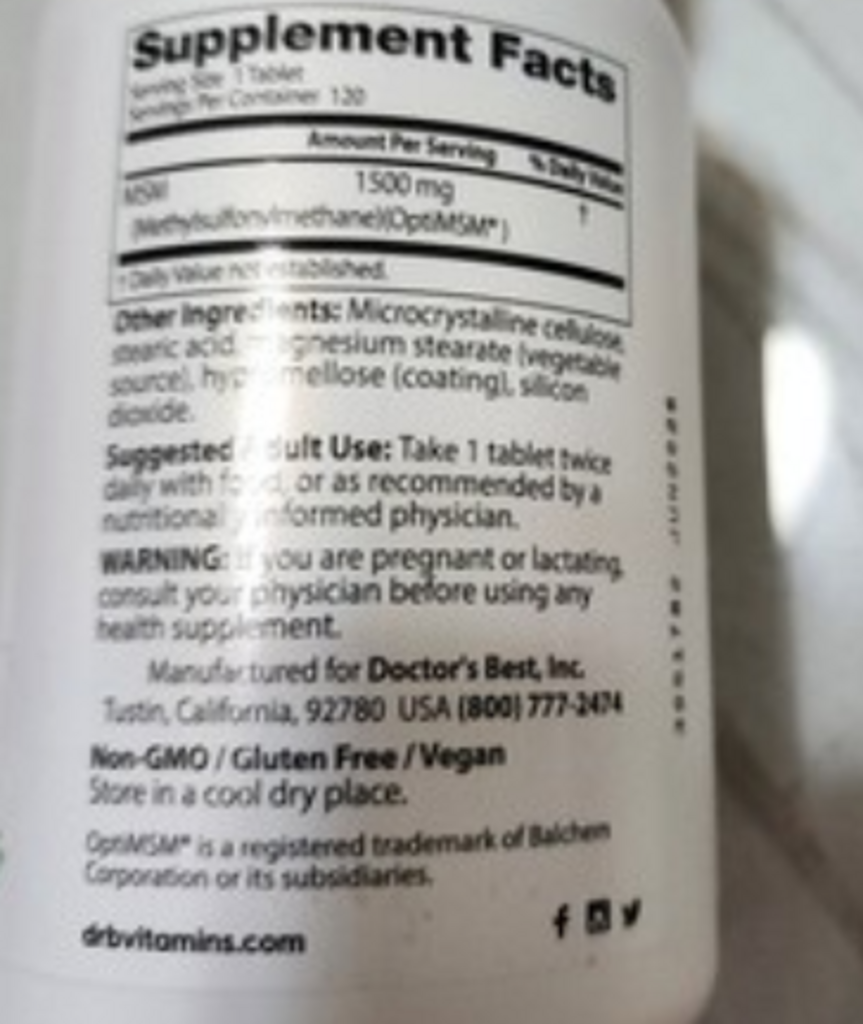 Supplement Facts
Serving Size 1 Tablet
Servings Per Container 120
Amount Per Serving % Daily Value
MSM 1500 mg †
(Methylsulfonylmethane)(OptiMSM®)
† Daily Value not established.
Other Ingredients: Microcrystalline cellulose,
stearic acid, magnesium stearate (vegetable
source), hypromellose (coating), silicon
dioxide.
Suggested Adult Use: Take 1 tablet twice
daily with food, or as recommended by a
nutritionally informed physician.
WARNING: If you are pregnant or lactating,
consult your physician before using any
health supplement.
Manufactured for Doctor's Best, Inc.
Tustin, California, 92780 USA (800) 777-2474
Non-GMO / Gluten Free / Vegan
Store in a cool dry place.
OptiMSM® is a registered trademark of Balchem
Corporation or its subsidiaries.
drbvitamins.com